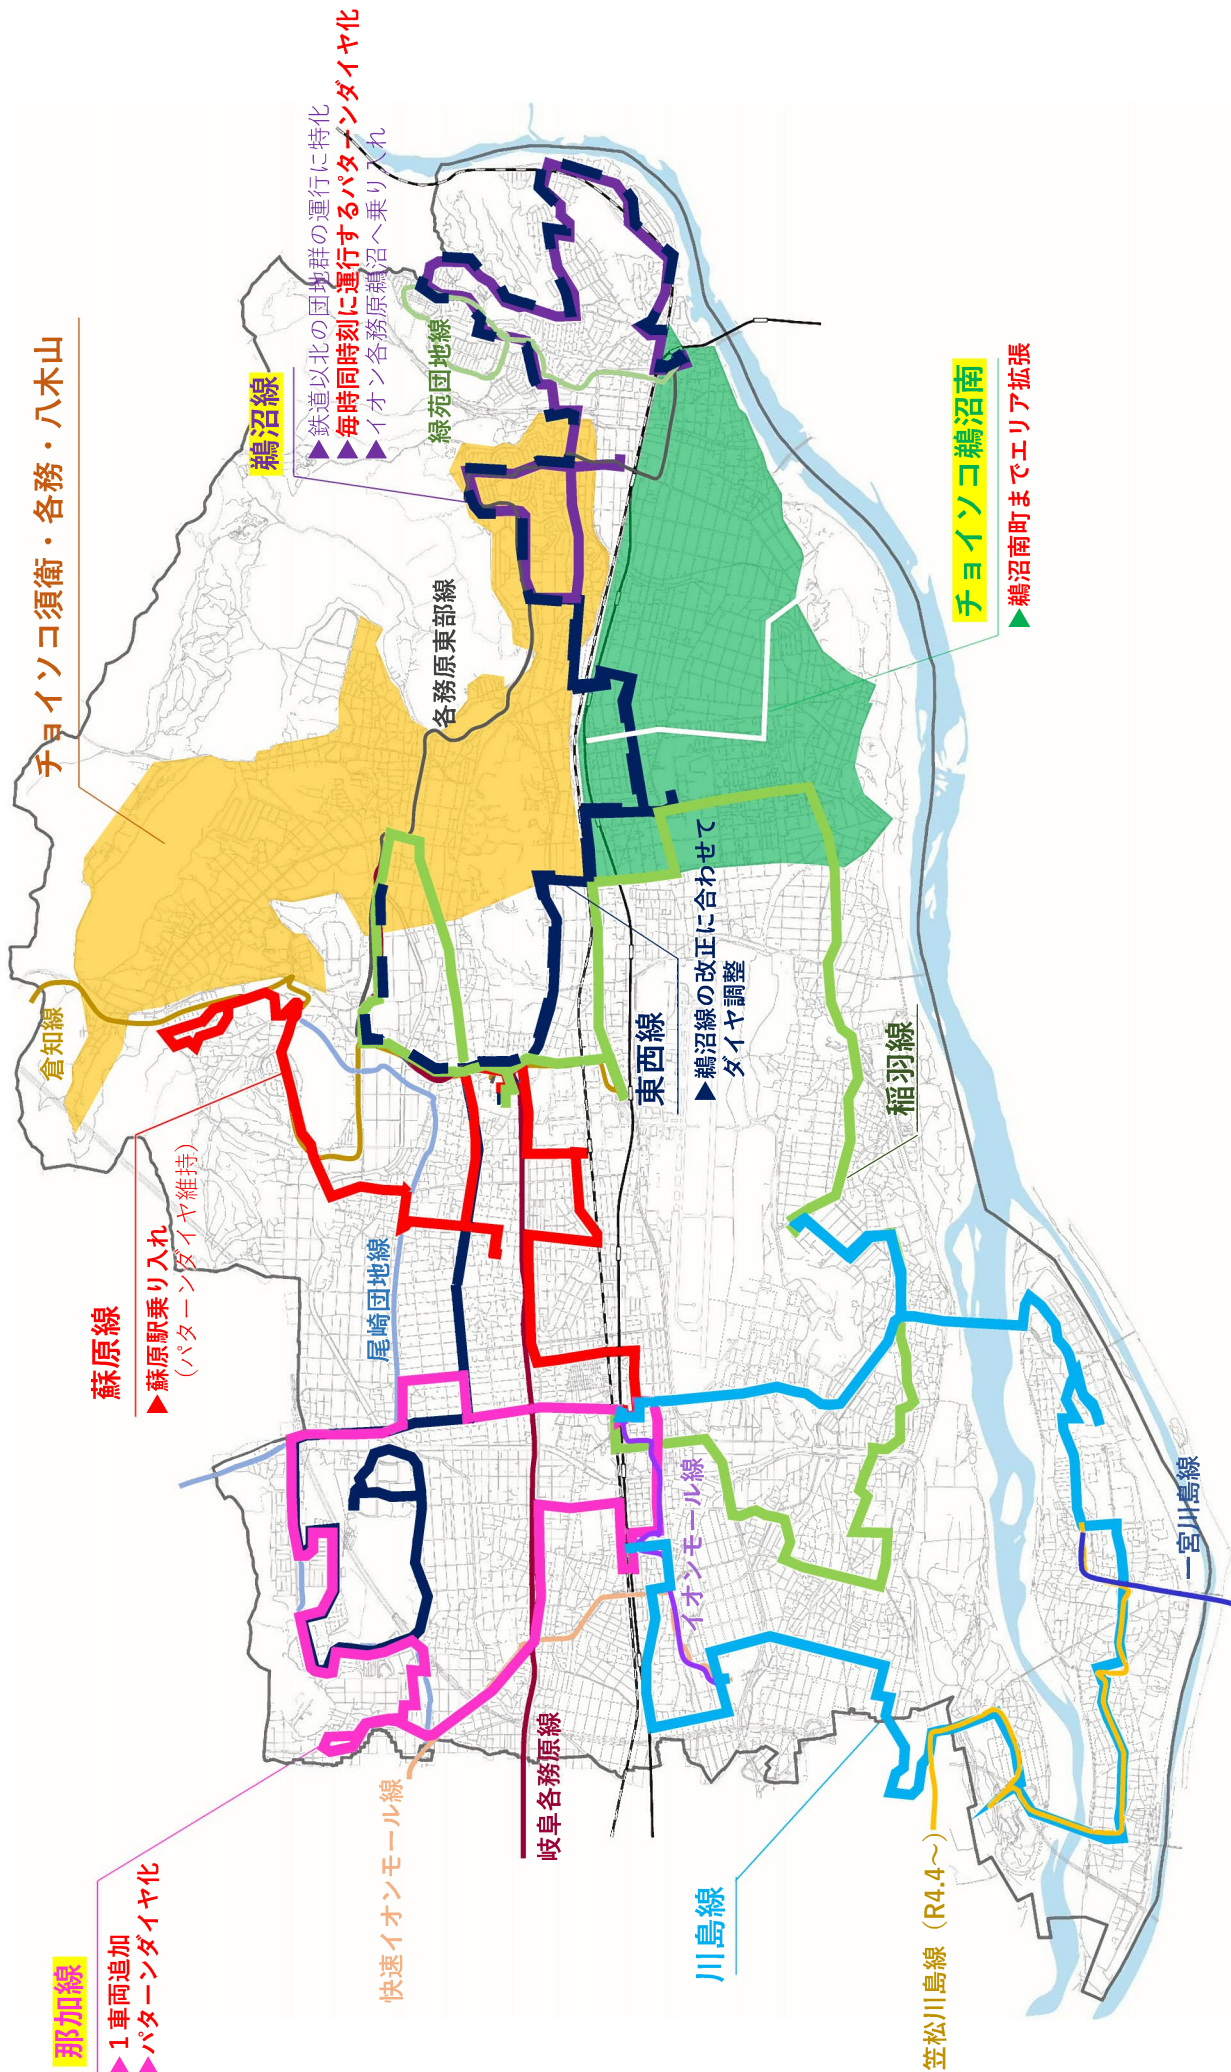 那加線
▶１車両追加
▶パターンダイヤ化
蘇原線
▶蘇原駅乗り入れ
（パターンダイヤ維持）
倉知線
チョイソコ須衛・各務・八木山
鵜沼線
▶鉄道以北の団地群の運行に特化
▶毎時同時刻に運行するパターンダイヤ化
▶イオン各務原鵜沼へ乗り入れ
緑苑団地線
各務原東部線
尾崎団地線
快速イオンモール線
岐阜各務原線
イオンモール線
東西線
▶鵜沼線の改正に合わせて
ダイヤ調整
チョイソコ鵜沼南
▶鵜沼南町までエリア拡張
稲羽線
川島線
笠松川島線（R4.4～）
一宮川島線